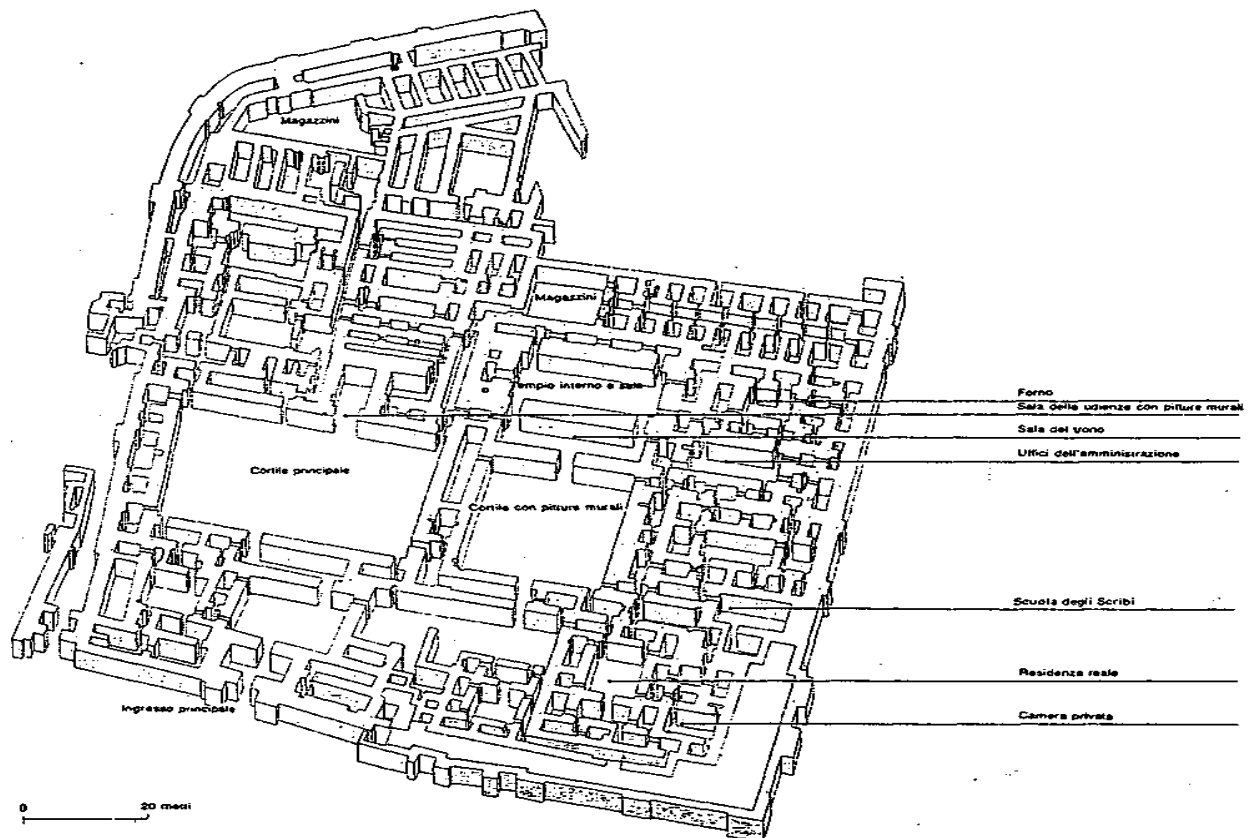 Magazzini
Magazzini
Tempio interno e sale
Forno
Sala delle udienze con pitture murali
Sala del trono
Uffici dell'amministrazione
Cortile principale
Cortile con pitture murali
Scuola degli Scribi
Residenza reale
Camera privata
Ingresso principale
0 20 metri